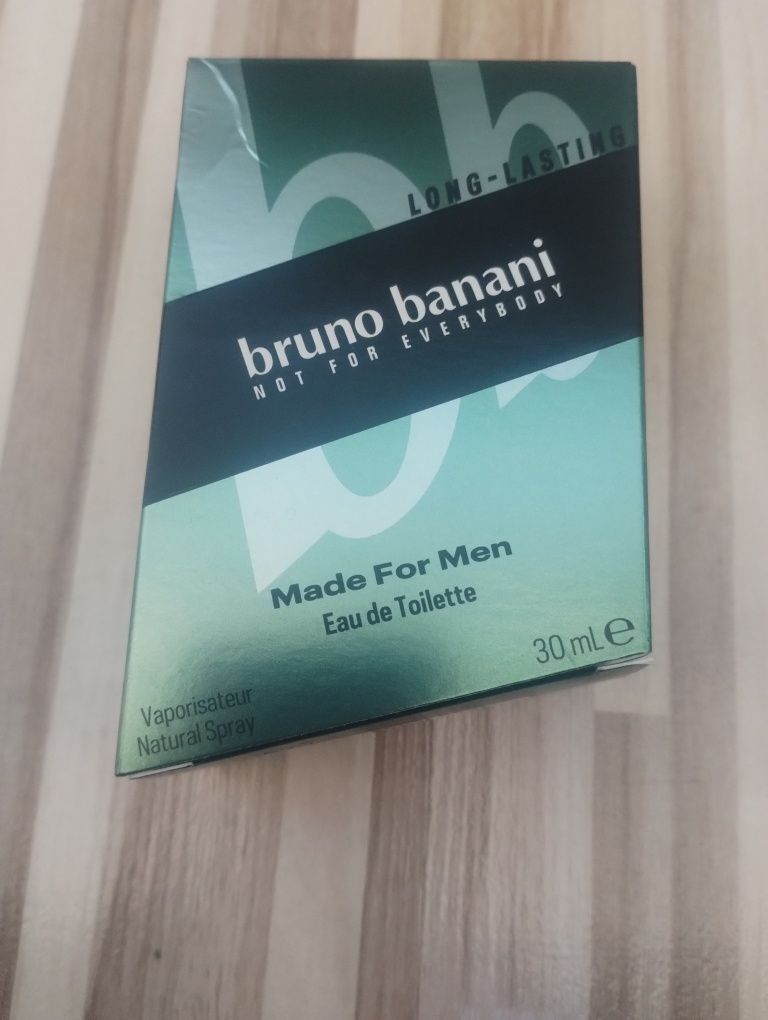 LONG-LASTING
bruno banani
NOT FOR EVERYBODY
Made For Men
Eau de Toilette
30 mL e
Vaporisateur
Natural Spray